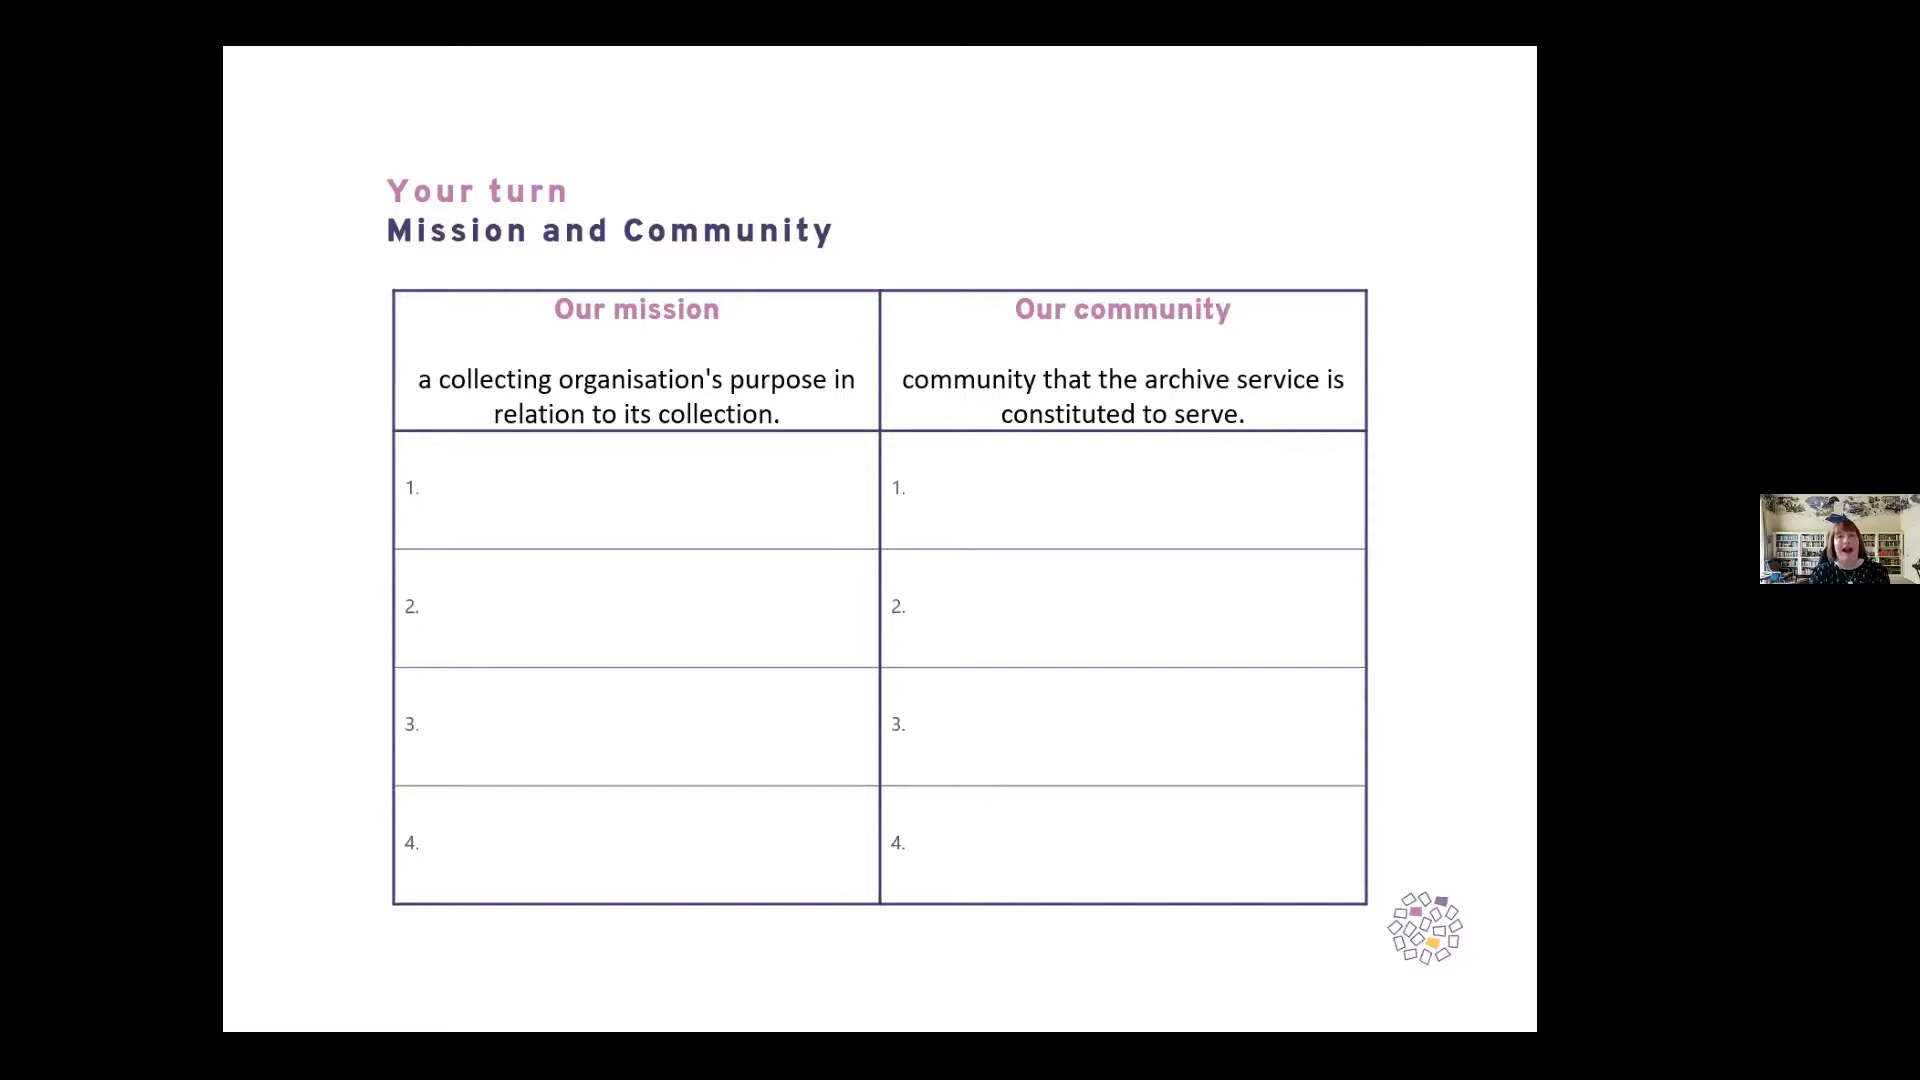 Your turn
Mission and Community
Our mission
a collecting organisation's purpose in
relation to its collection.
Our community
community that the archive service is
constituted to serve.
1.
1.
2.
2.
3.
3.
4.
4.